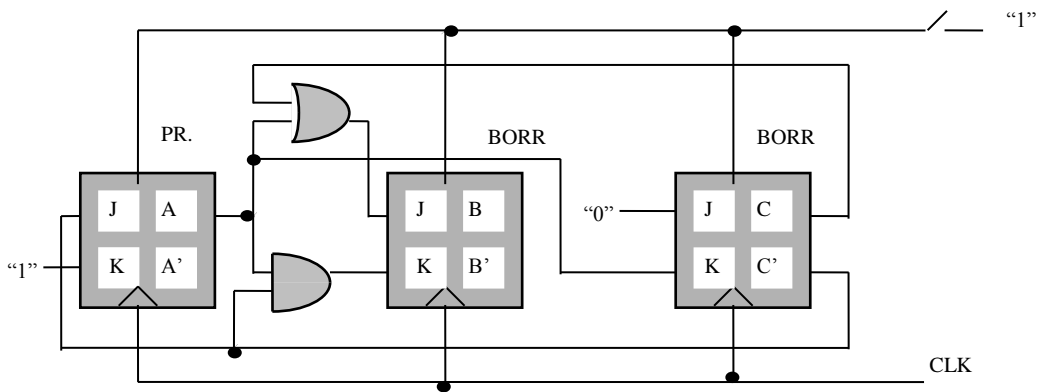 “1”
PR. BORR BORR
J A J B “0” J C
“1” K A’ K B’ K C’
CLK